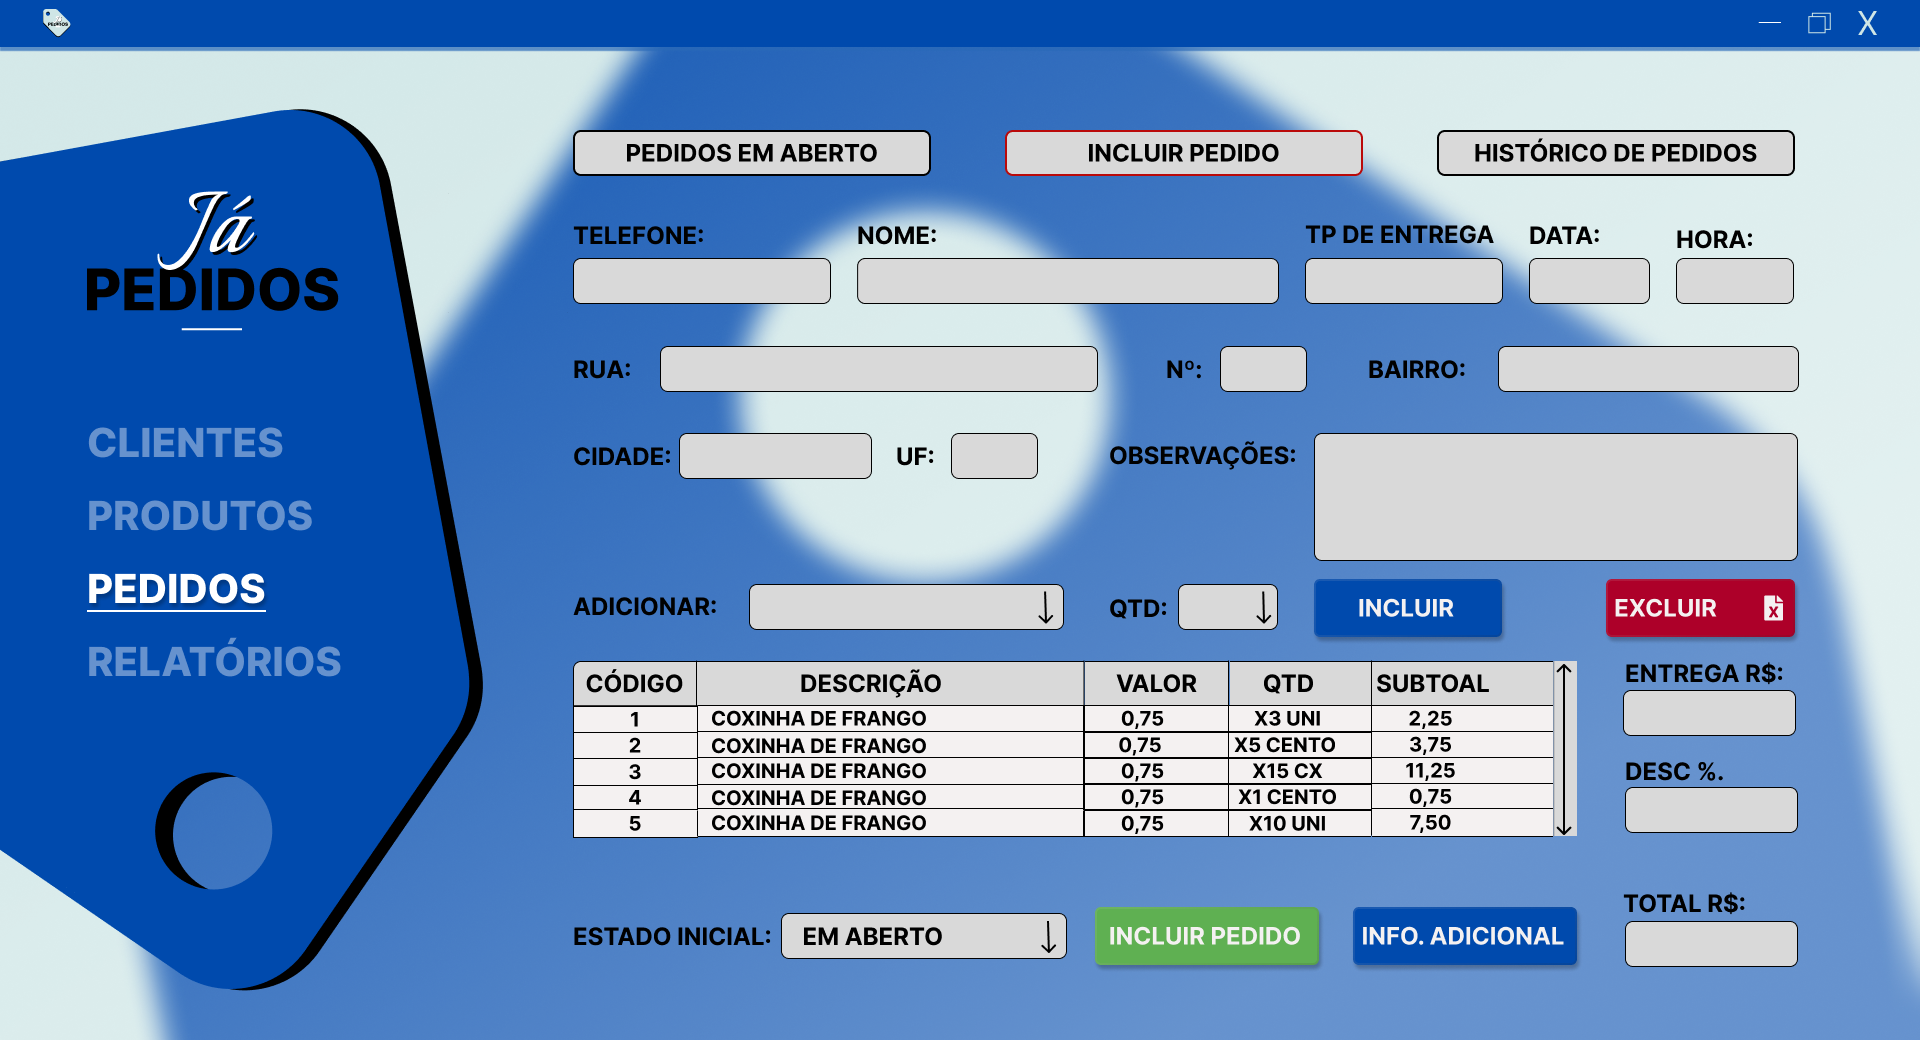 X
Já
PEDIDOS
CLIENTES
PRODUTOS
PEDIDOS
RELATÓRIOS
PEDIDOS EM ABERTO
INCLUIR PEDIDO
HISTÓRICO DE PEDIDOS
TELEFONE:
NOME:
TP DE ENTREGA
DATA:
HORA:
RUA:
Nº:
BAIRRO:
CIDADE:
UF:
OBSERVAÇÕES:
ADICIONAR:
QTD:
INCLUIR
EXCLUIR
CÓDIGO DESCRIÇÃO VALOR QTD SUBTOAL
1 COXINHA DE FRANGO 0,75 X3 UNI 2,25
2 COXINHA DE FRANGO 0,75 X5 CENTO 3,75
3 COXINHA DE FRANGO 0,75 X15 CX 11,25
4 COXINHA DE FRANGO 0,75 X1 CENTO 0,75
5 COXINHA DE FRANGO 0,75 X10 UNI 7,50
ENTREGA R$:
DESC %.
TOTAL R$:
ESTADO INICIAL:
EM ABERTO
INCLUIR PEDIDO
INFO. ADICIONAL